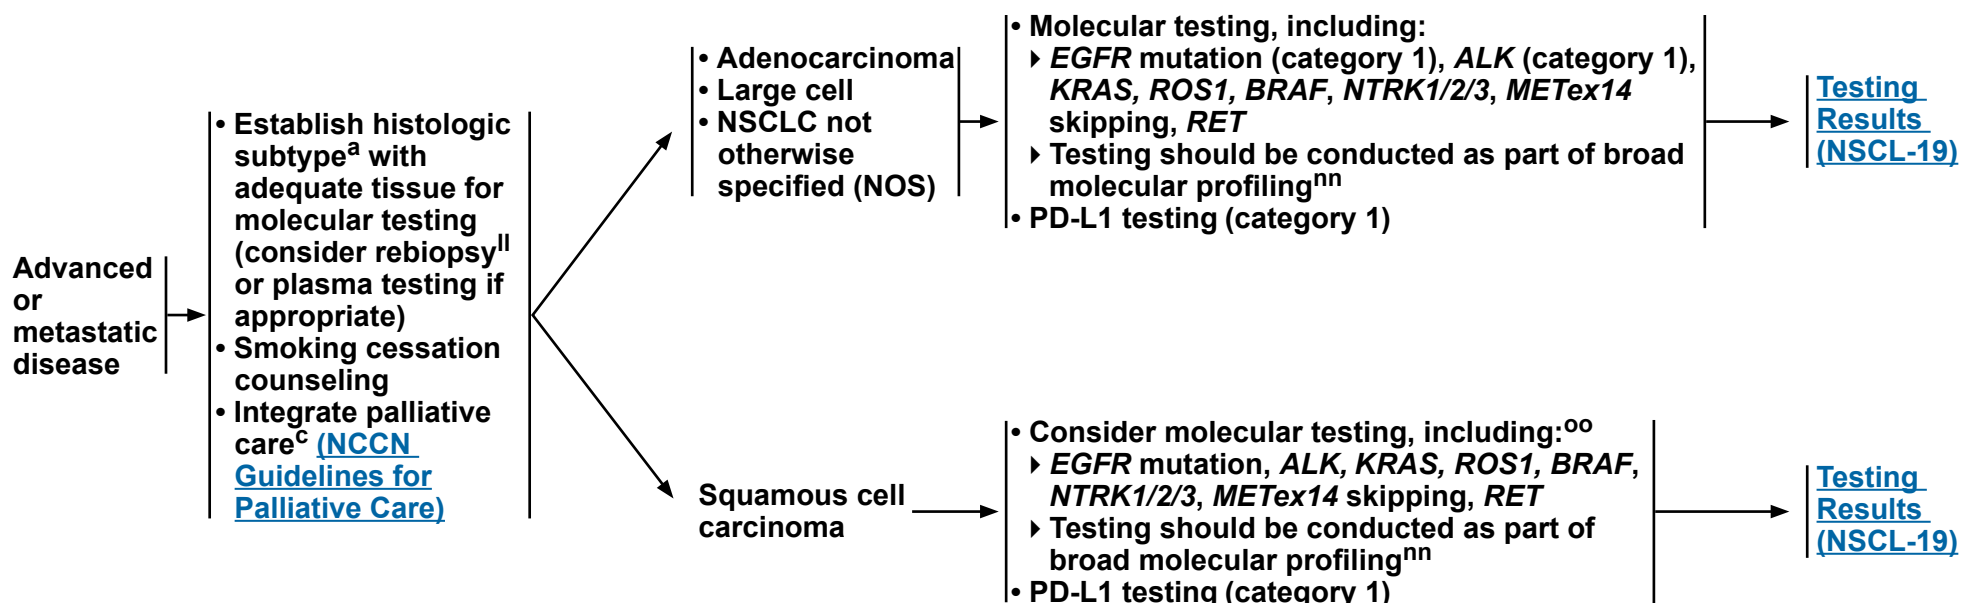 Advanced
or
metastatic
disease
• Establish histologic
subtypeᵃ with
adequate tissue for
molecular testing
(consider rebiopsyˡˡ
or plasma testing if
appropriate)
• Smoking cessation
counseling
• Integrate palliative
careᶜ (NCCN
Guidelines for
Palliative Care)
• Adenocarcinoma
• Large cell
• NSCLC not
otherwise
specified (NOS)
• Molecular testing, including:
EGFR mutation (category 1), ALK (category 1),
KRAS, ROS1, BRAF, NTRK1/2/3, METex14
skipping, RET
Testing should be conducted as part of broad
molecular profilingⁿⁿ
• PD-L1 testing (category 1)
Testing
Results
(NSCL-19)
Squamous cell
carcinoma
• Consider molecular testing, including:ᵒᵒ
EGFR mutation, ALK, KRAS, ROS1, BRAF,
NTRK1/2/3, METex14 skipping, RET
Testing should be conducted as part of
broad molecular profilingⁿⁿ
• PD-L1 testing (category 1)
Testing
Results
(NSCL-19)